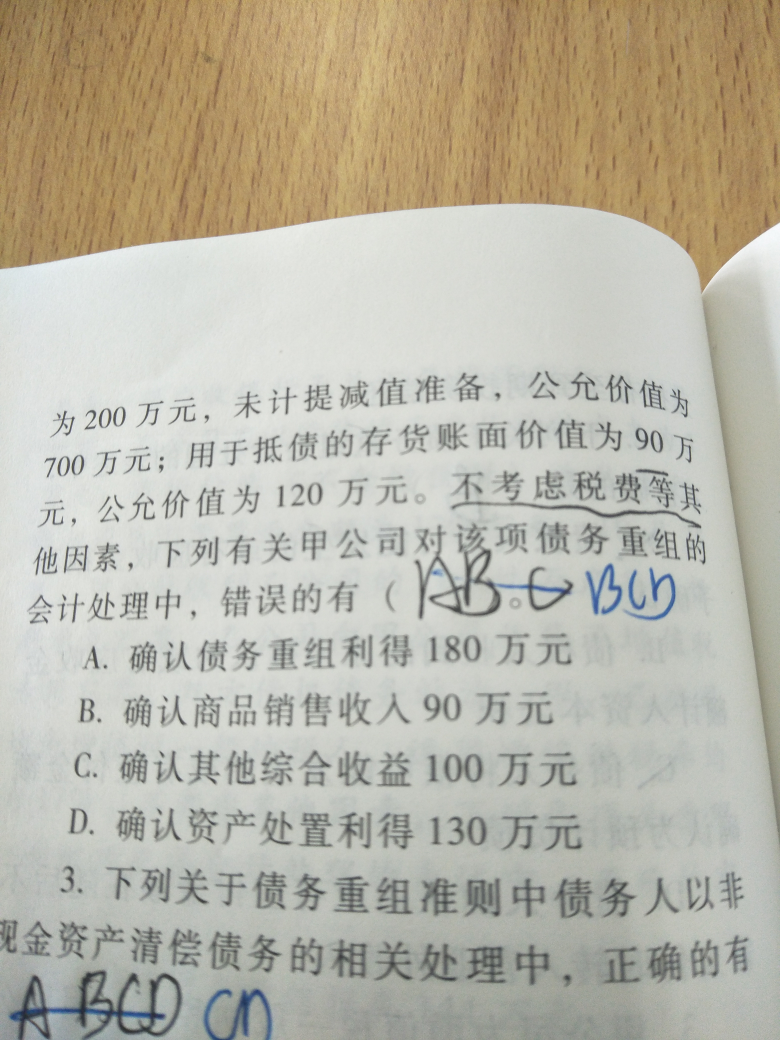 为 200 万元，未计提减值准备，公允价值为
700 万元；用于抵债的存货账面价值为 90 万
元，公允价值为 120 万元。不考虑税费等其
他因素，下列有关甲公司对该项债务重组的
会计处理中，错误的有（ AB。C BCD
A. 确认债务重组利得 180 万元
B. 确认商品销售收入 90 万元
C. 确认其他综合收益 100 万元
D. 确认资产处置利得 130 万元
3. 下列关于债务重组准则中债务人以非
现金资产清偿债务的相关处理中，正确的有
ABCD CD